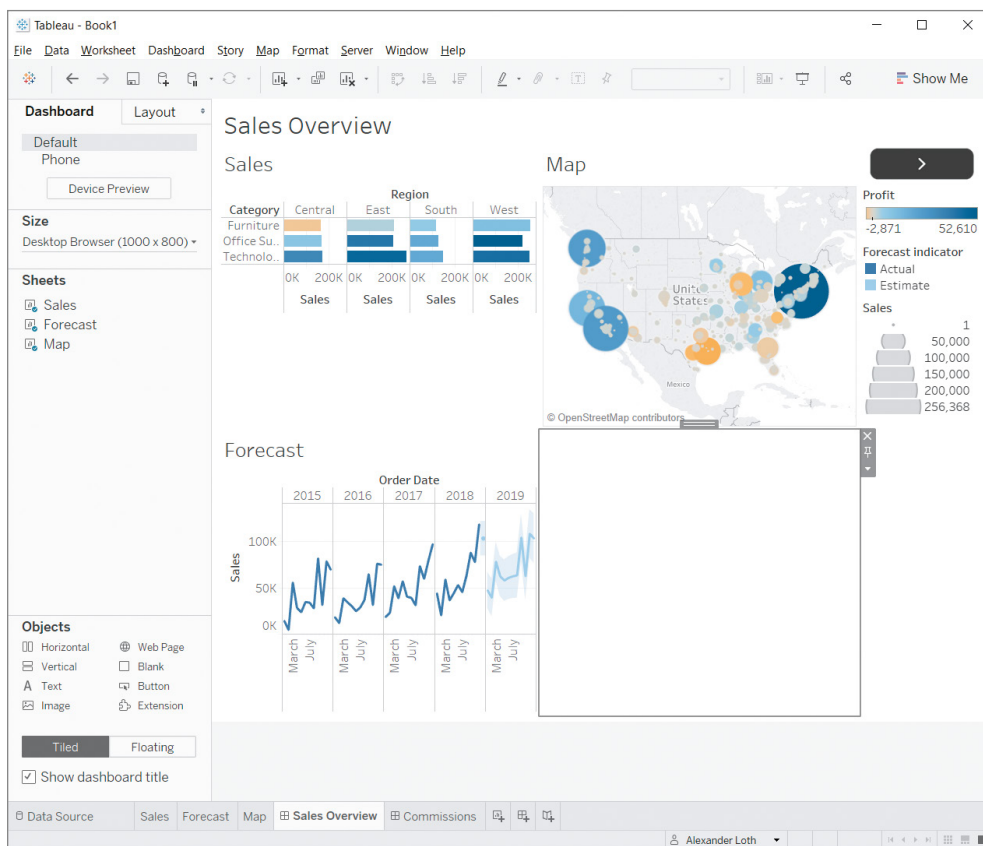 Tableau - Book1
File Data Worksheet Dashboard Story Map Format Server Window Help
Show Me
Dashboard Layout
Default
Phone
Device Preview
Size
Desktop Browser (1000 x 800)
Sheets
Sales
Forecast
Map
Objects
Horizontal Web Page
Vertical Blank
A Text Button
Image Extension
Tiled Floating
Show dashboard title
Sales Overview
Sales
Region
Category Central East South West
Furniture
Office Su..
Technolo..
0K 200K 0K 200K 0K 200K 0K 200K
Sales Sales Sales Sales
Map
United States
Mexico
© OpenStreetMap contributors
Profit
-2,871 52,610
Forecast indicator
Actual
Estimate
Sales
1
50,000
100,000
150,000
200,000
256,368
Forecast
Order Date
2015 2016 2017 2018 2019
Sales
100K
50K
0K
March July March July March July March July March July
Data Source Sales Forecast Map Sales Overview Commissions
Alexander Loth